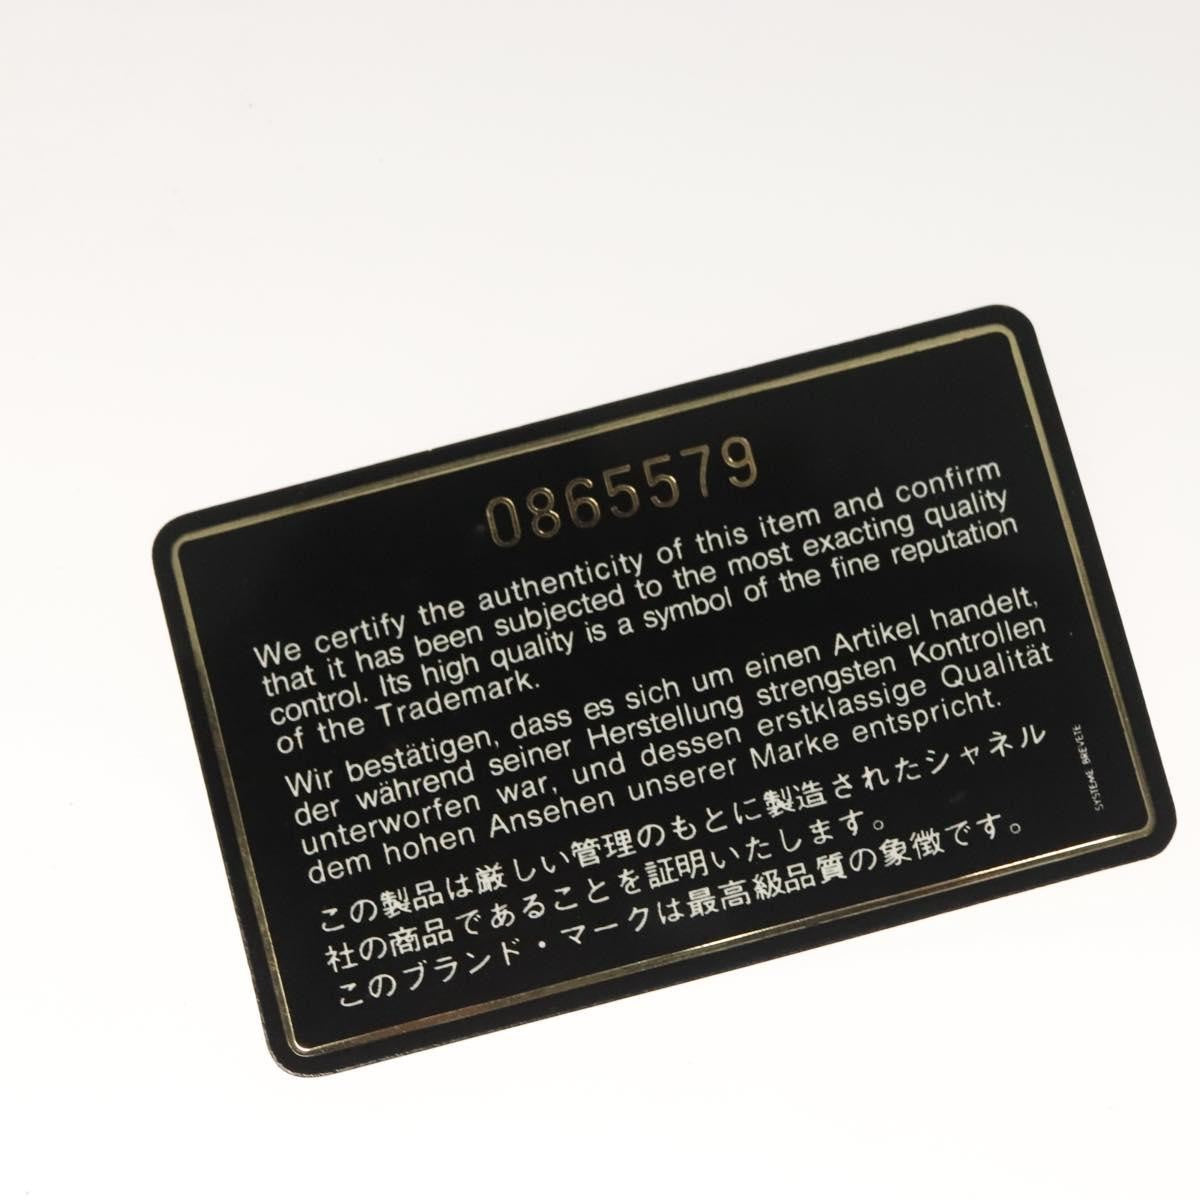 0865579
We certify the authenticity of this item and confirm
that it has been subjected to the most exacting quality
control. Its high quality is a symbol of the fine reputation
of the Trademark.
Wir bestätigen, dass es sich um einen Artikel handelt,
der während seiner Herstellung strengsten Kontrollen
unterworfen war, und dessen erstklassige Qualität
dem hohen Ansehen unserer Marke entspricht.
この製品は厳しい管理のもとに製造されたシャネル
社の商品であることを証明いたします。
このブランド・マークは最高級品質の象徴です。
SYSTEME BREVETE